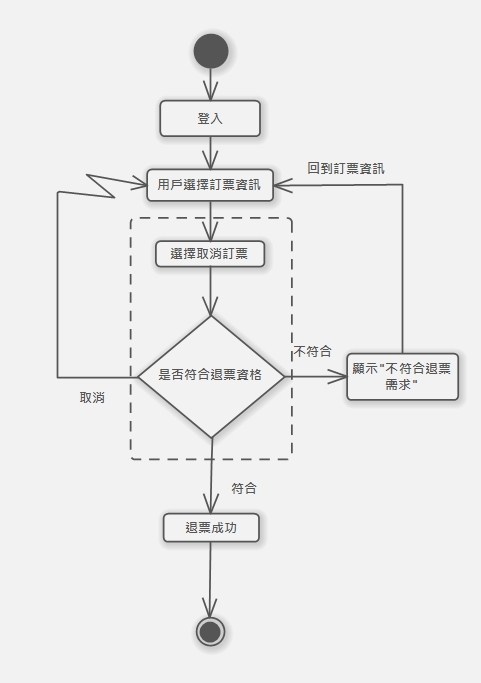 登入
回到訂票資訊
用戶選擇訂票資訊
選擇取消訂票
不符合
是否符合退票資格
顯示"不符合退票
需求"
取消
符合
退票成功